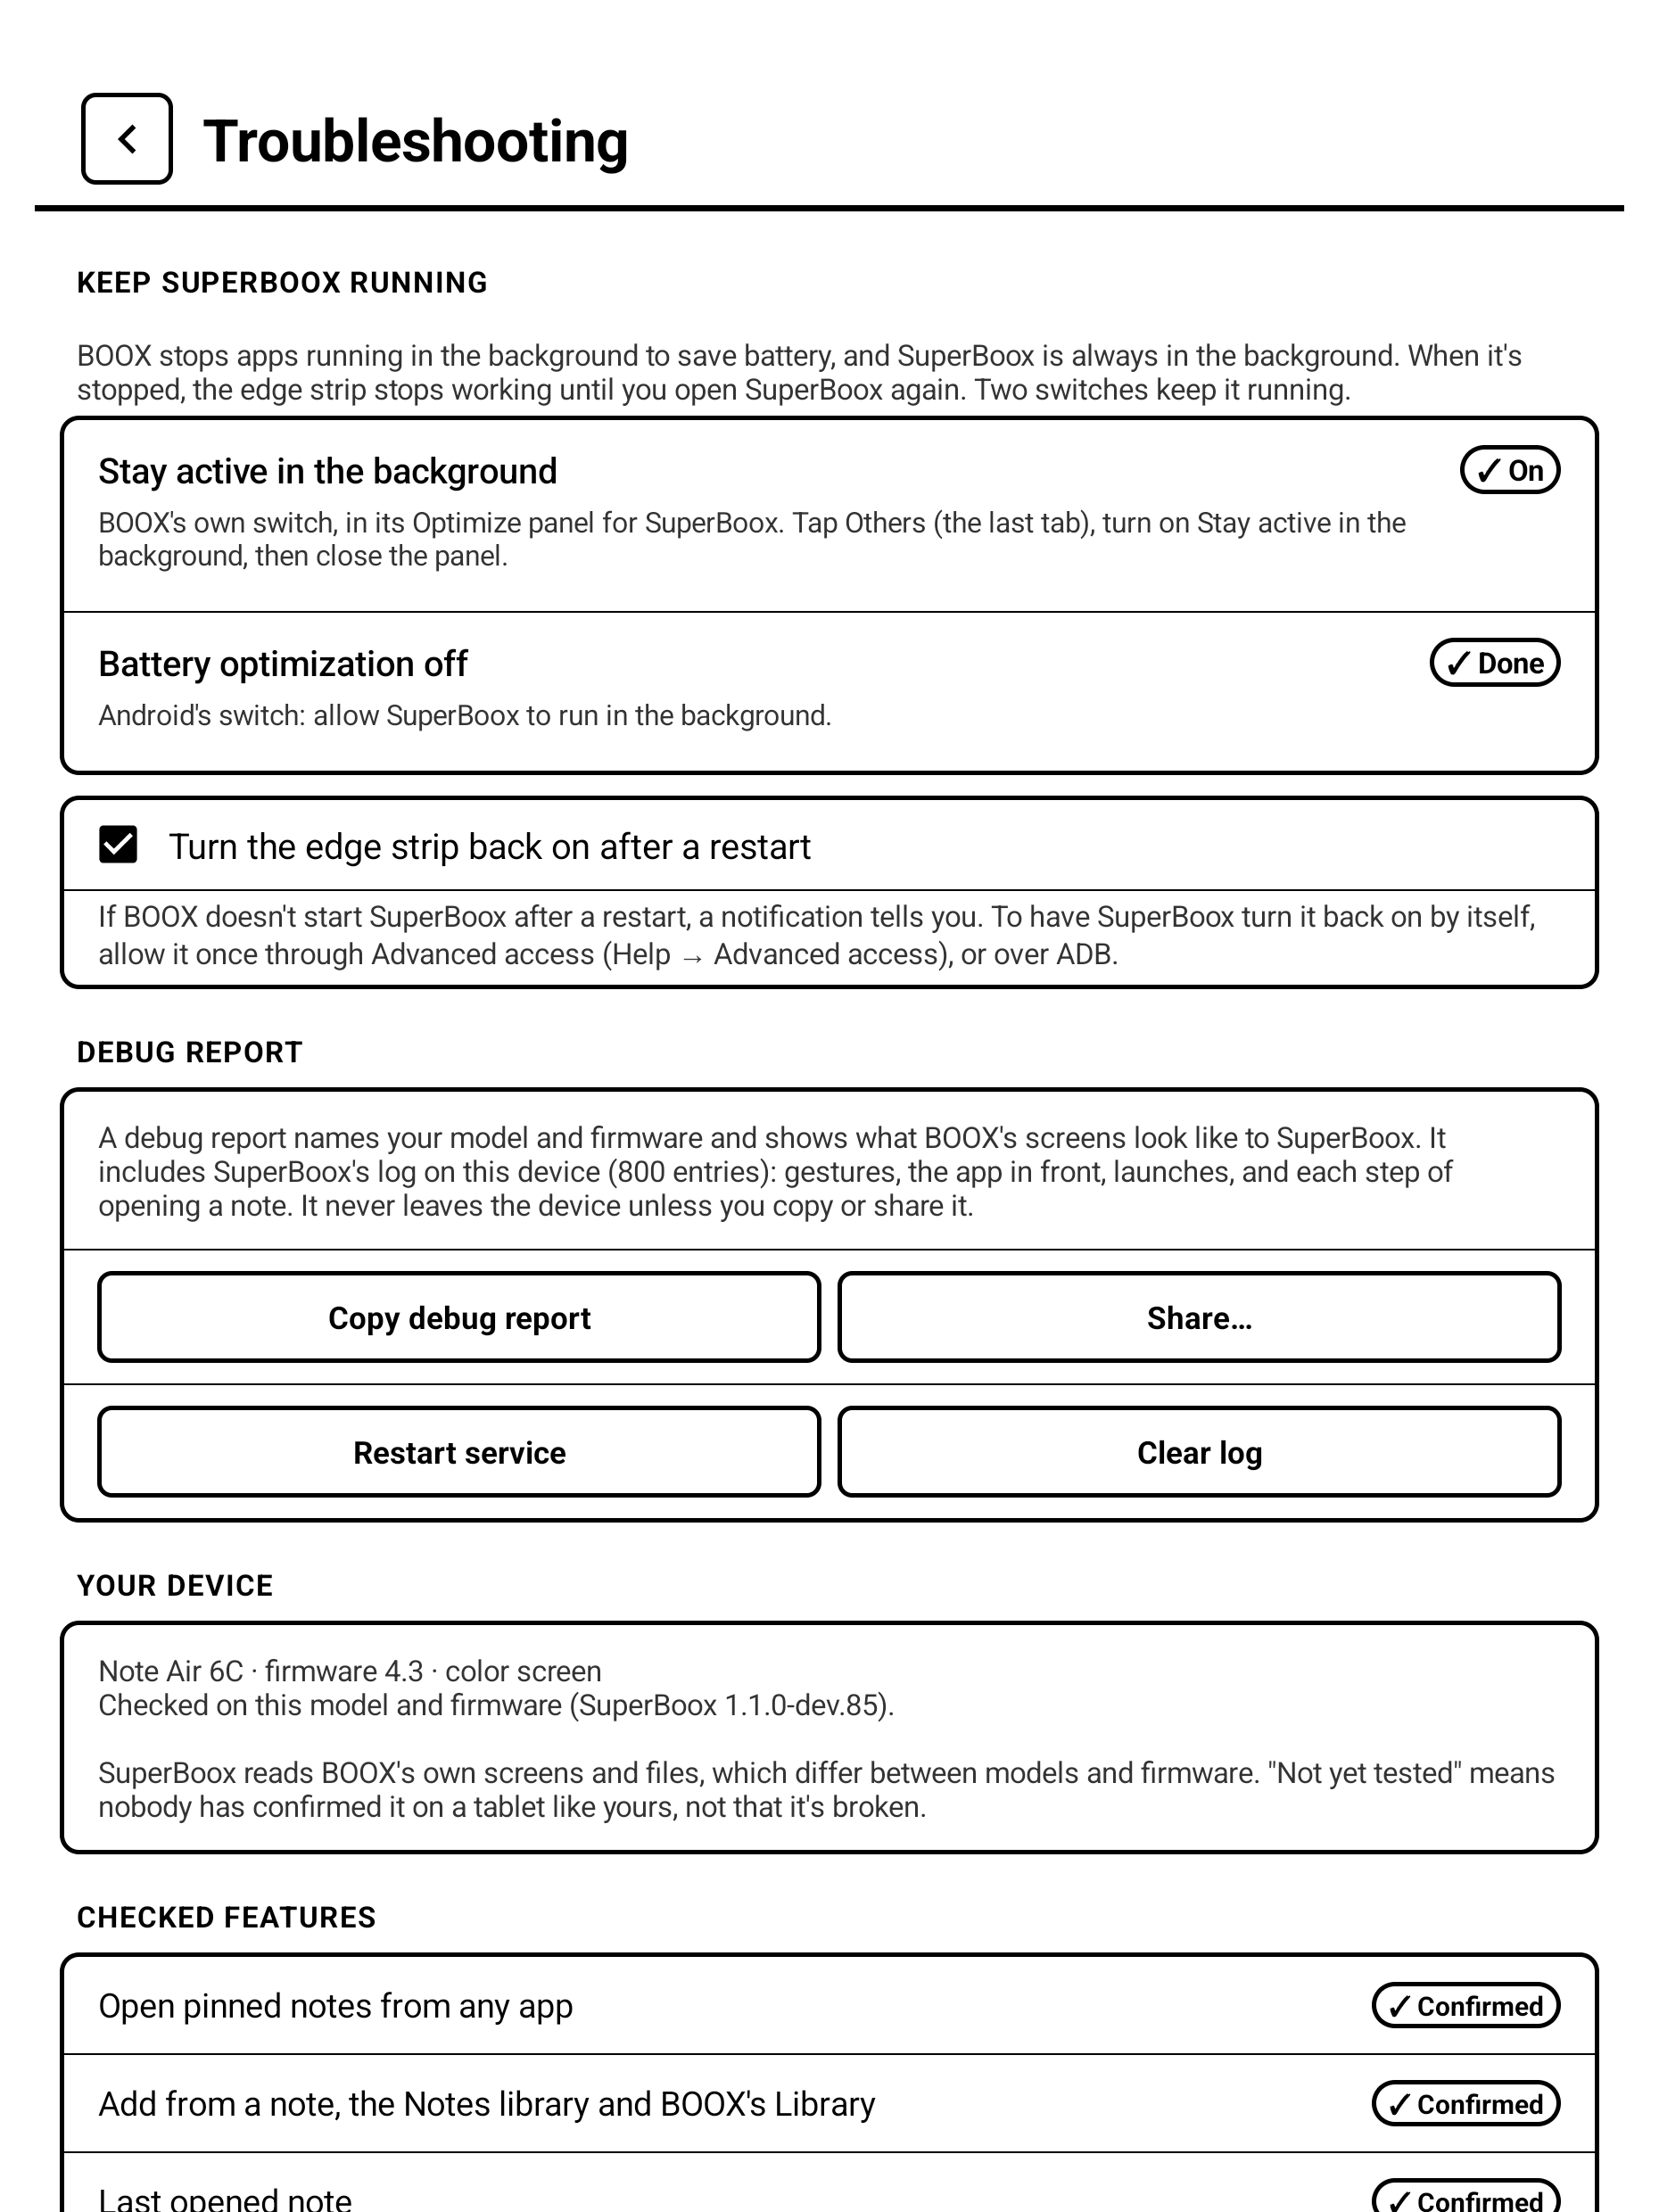 Troubleshooting
KEEP SUPERBOOX RUNNING
BOOX stops apps running in the background to save battery, and SuperBoox is always in the background. When it's
stopped, the edge strip stops working until you open SuperBoox again. Two switches keep it running.
Stay active in the background
✓ On
BOOX's own switch, in its Optimize panel for SuperBoox. Tap Others (the last tab), turn on Stay active in the
background, then close the panel.
Battery optimization off
✓ Done
Android's switch: allow SuperBoox to run in the background.
Turn the edge strip back on after a restart
If BOOX doesn't start SuperBoox after a restart, a notification tells you. To have SuperBoox turn it back on by itself,
allow it once through Advanced access (Help → Advanced access), or over ADB.
DEBUG REPORT
A debug report names your model and firmware and shows what BOOX's screens look like to SuperBoox. It
includes SuperBoox's log on this device (800 entries): gestures, the app in front, launches, and each step of
opening a note. It never leaves the device unless you copy or share it.
Copy debug report
Share…
Restart service
Clear log
YOUR DEVICE
Note Air 6C · firmware 4.3 · color screen
Checked on this model and firmware (SuperBoox 1.1.0-dev.85).
SuperBoox reads BOOX's own screens and files, which differ between models and firmware. "Not yet tested" means
nobody has confirmed it on a tablet like yours, not that it's broken.
CHECKED FEATURES
Open pinned notes from any app
✓ Confirmed
Add from a note, the Notes library and BOOX's Library
✓ Confirmed
Last opened note
✓ Confirmed